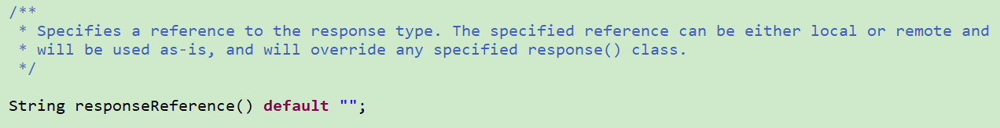 /**
 * Specifies a reference to the response type. The specified reference can be either local or remote and
 * will be used as-is, and will override any specified response() class.
 */
String responseReference() default "";